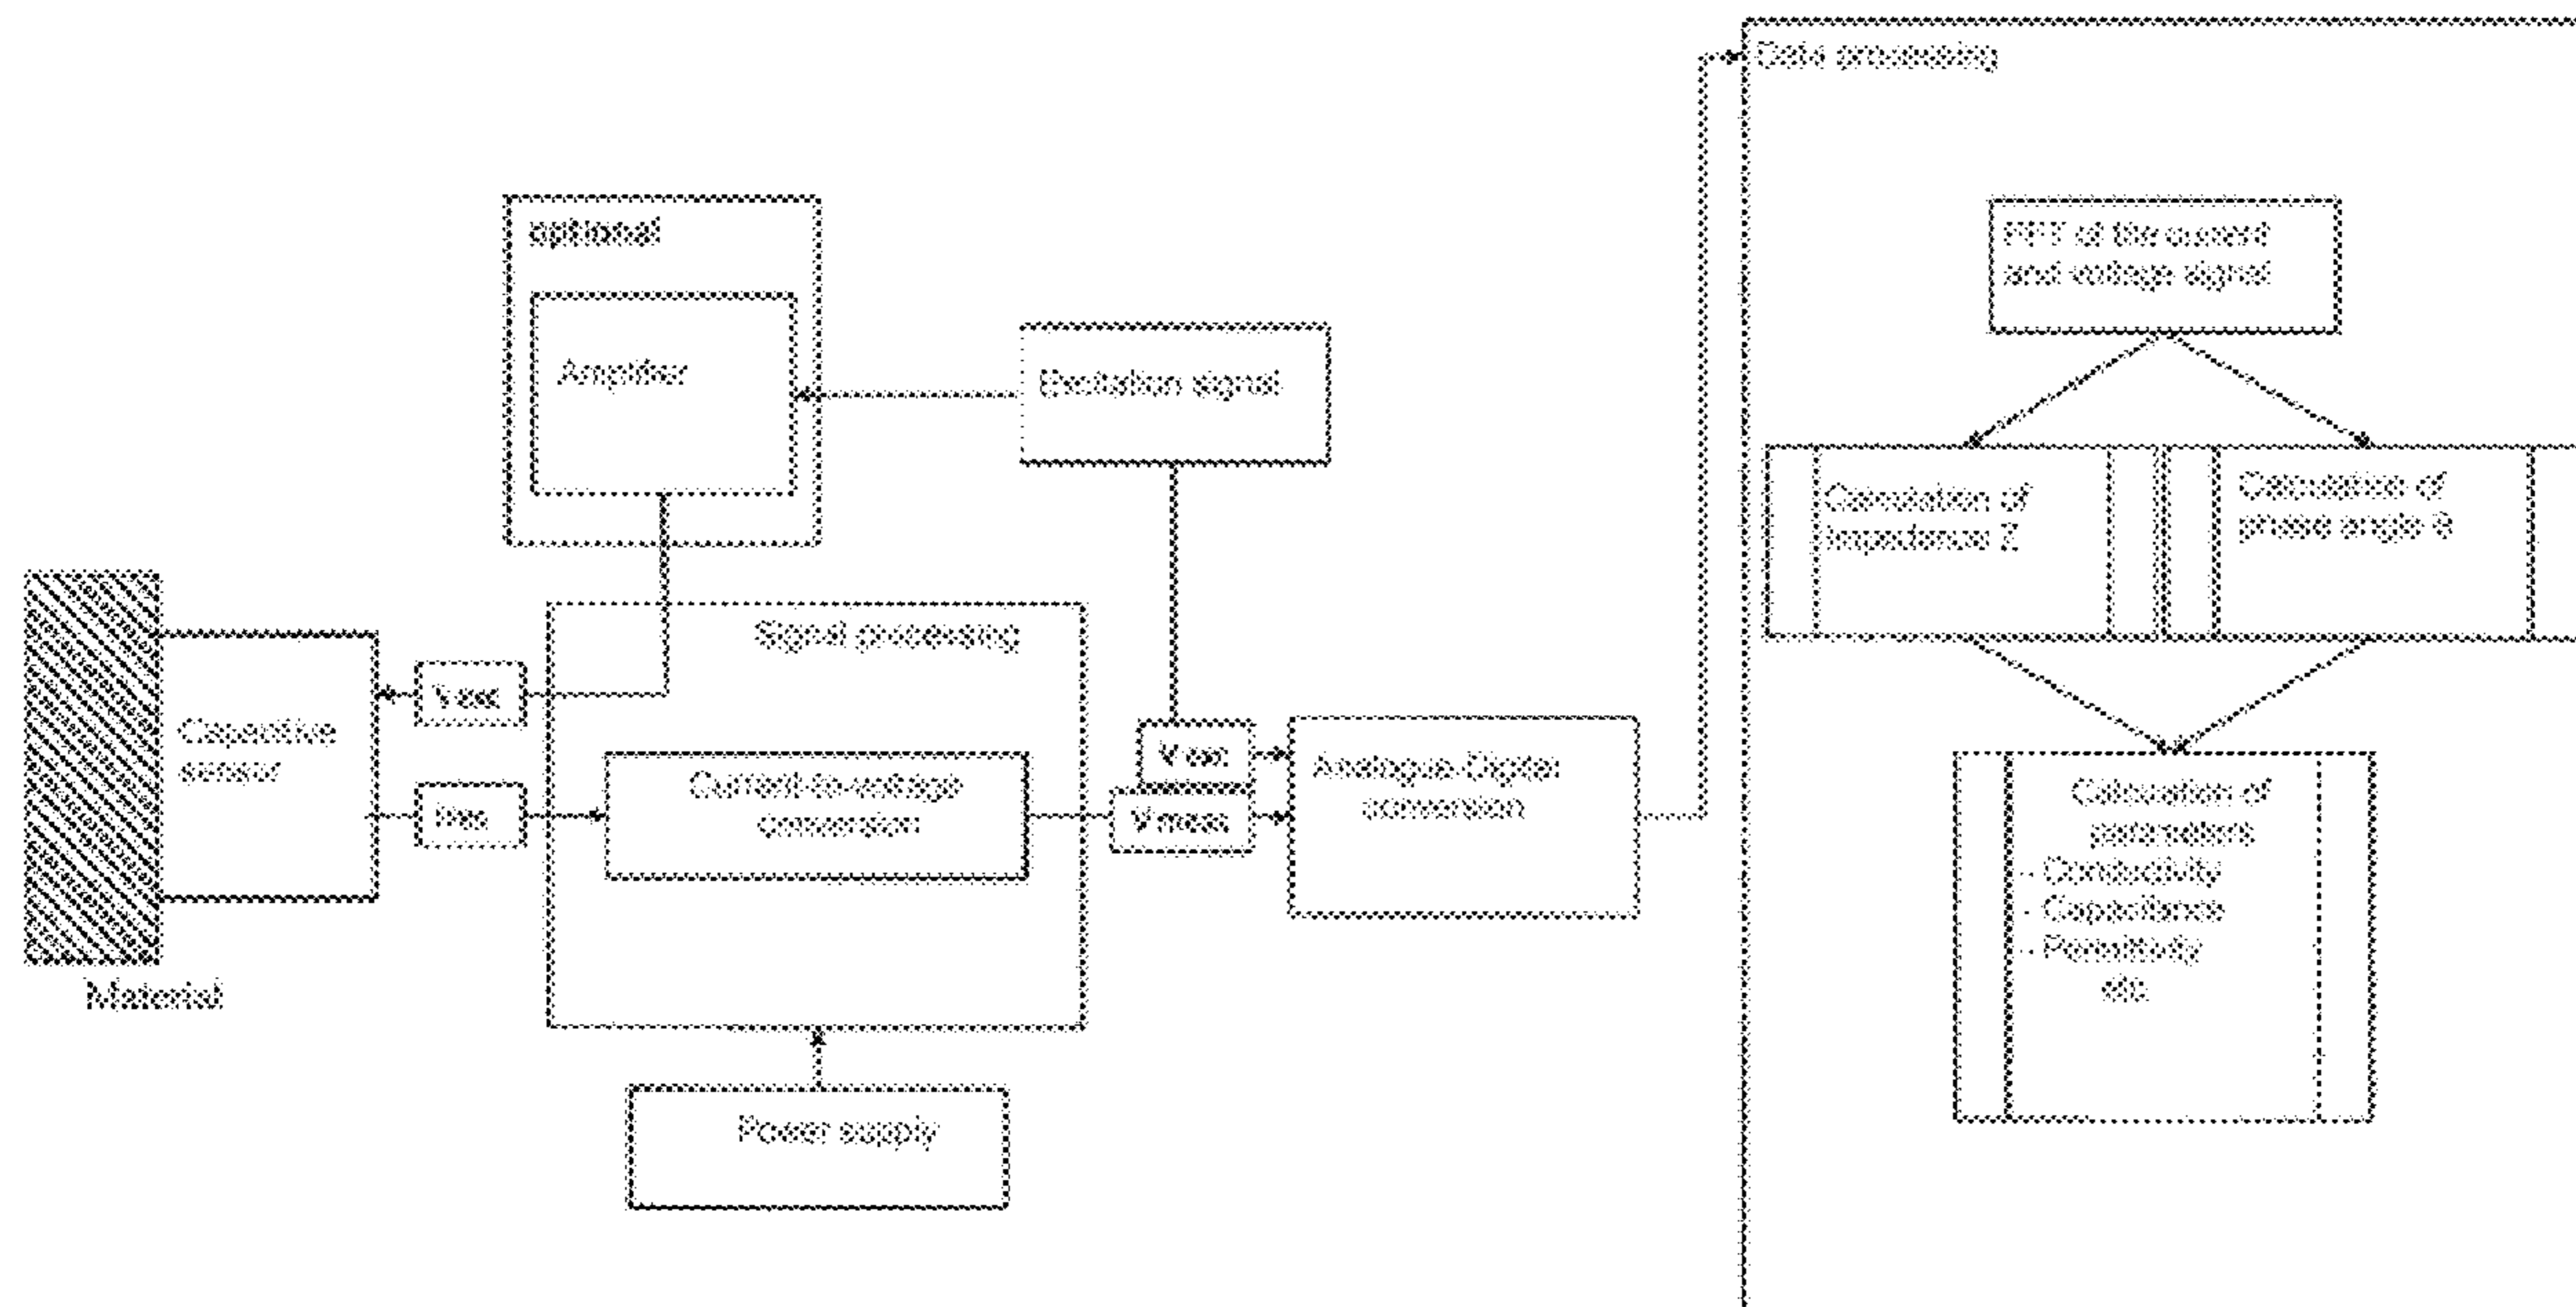 Data processing
optional
FFT of the current
and voltage signal
Amplifier
Excitation signal
Calculation of
impedance Z
Calculation of
phase angle θ
Signal processing
V exc
Capacitive
sensor
V exc
Analogue-Digital
conversion
Current-to-voltage
conversion
V meas
Calculation of
parameters
- Conductivity
- Capacitance
- Permittivity
etc.
Material
Power supply